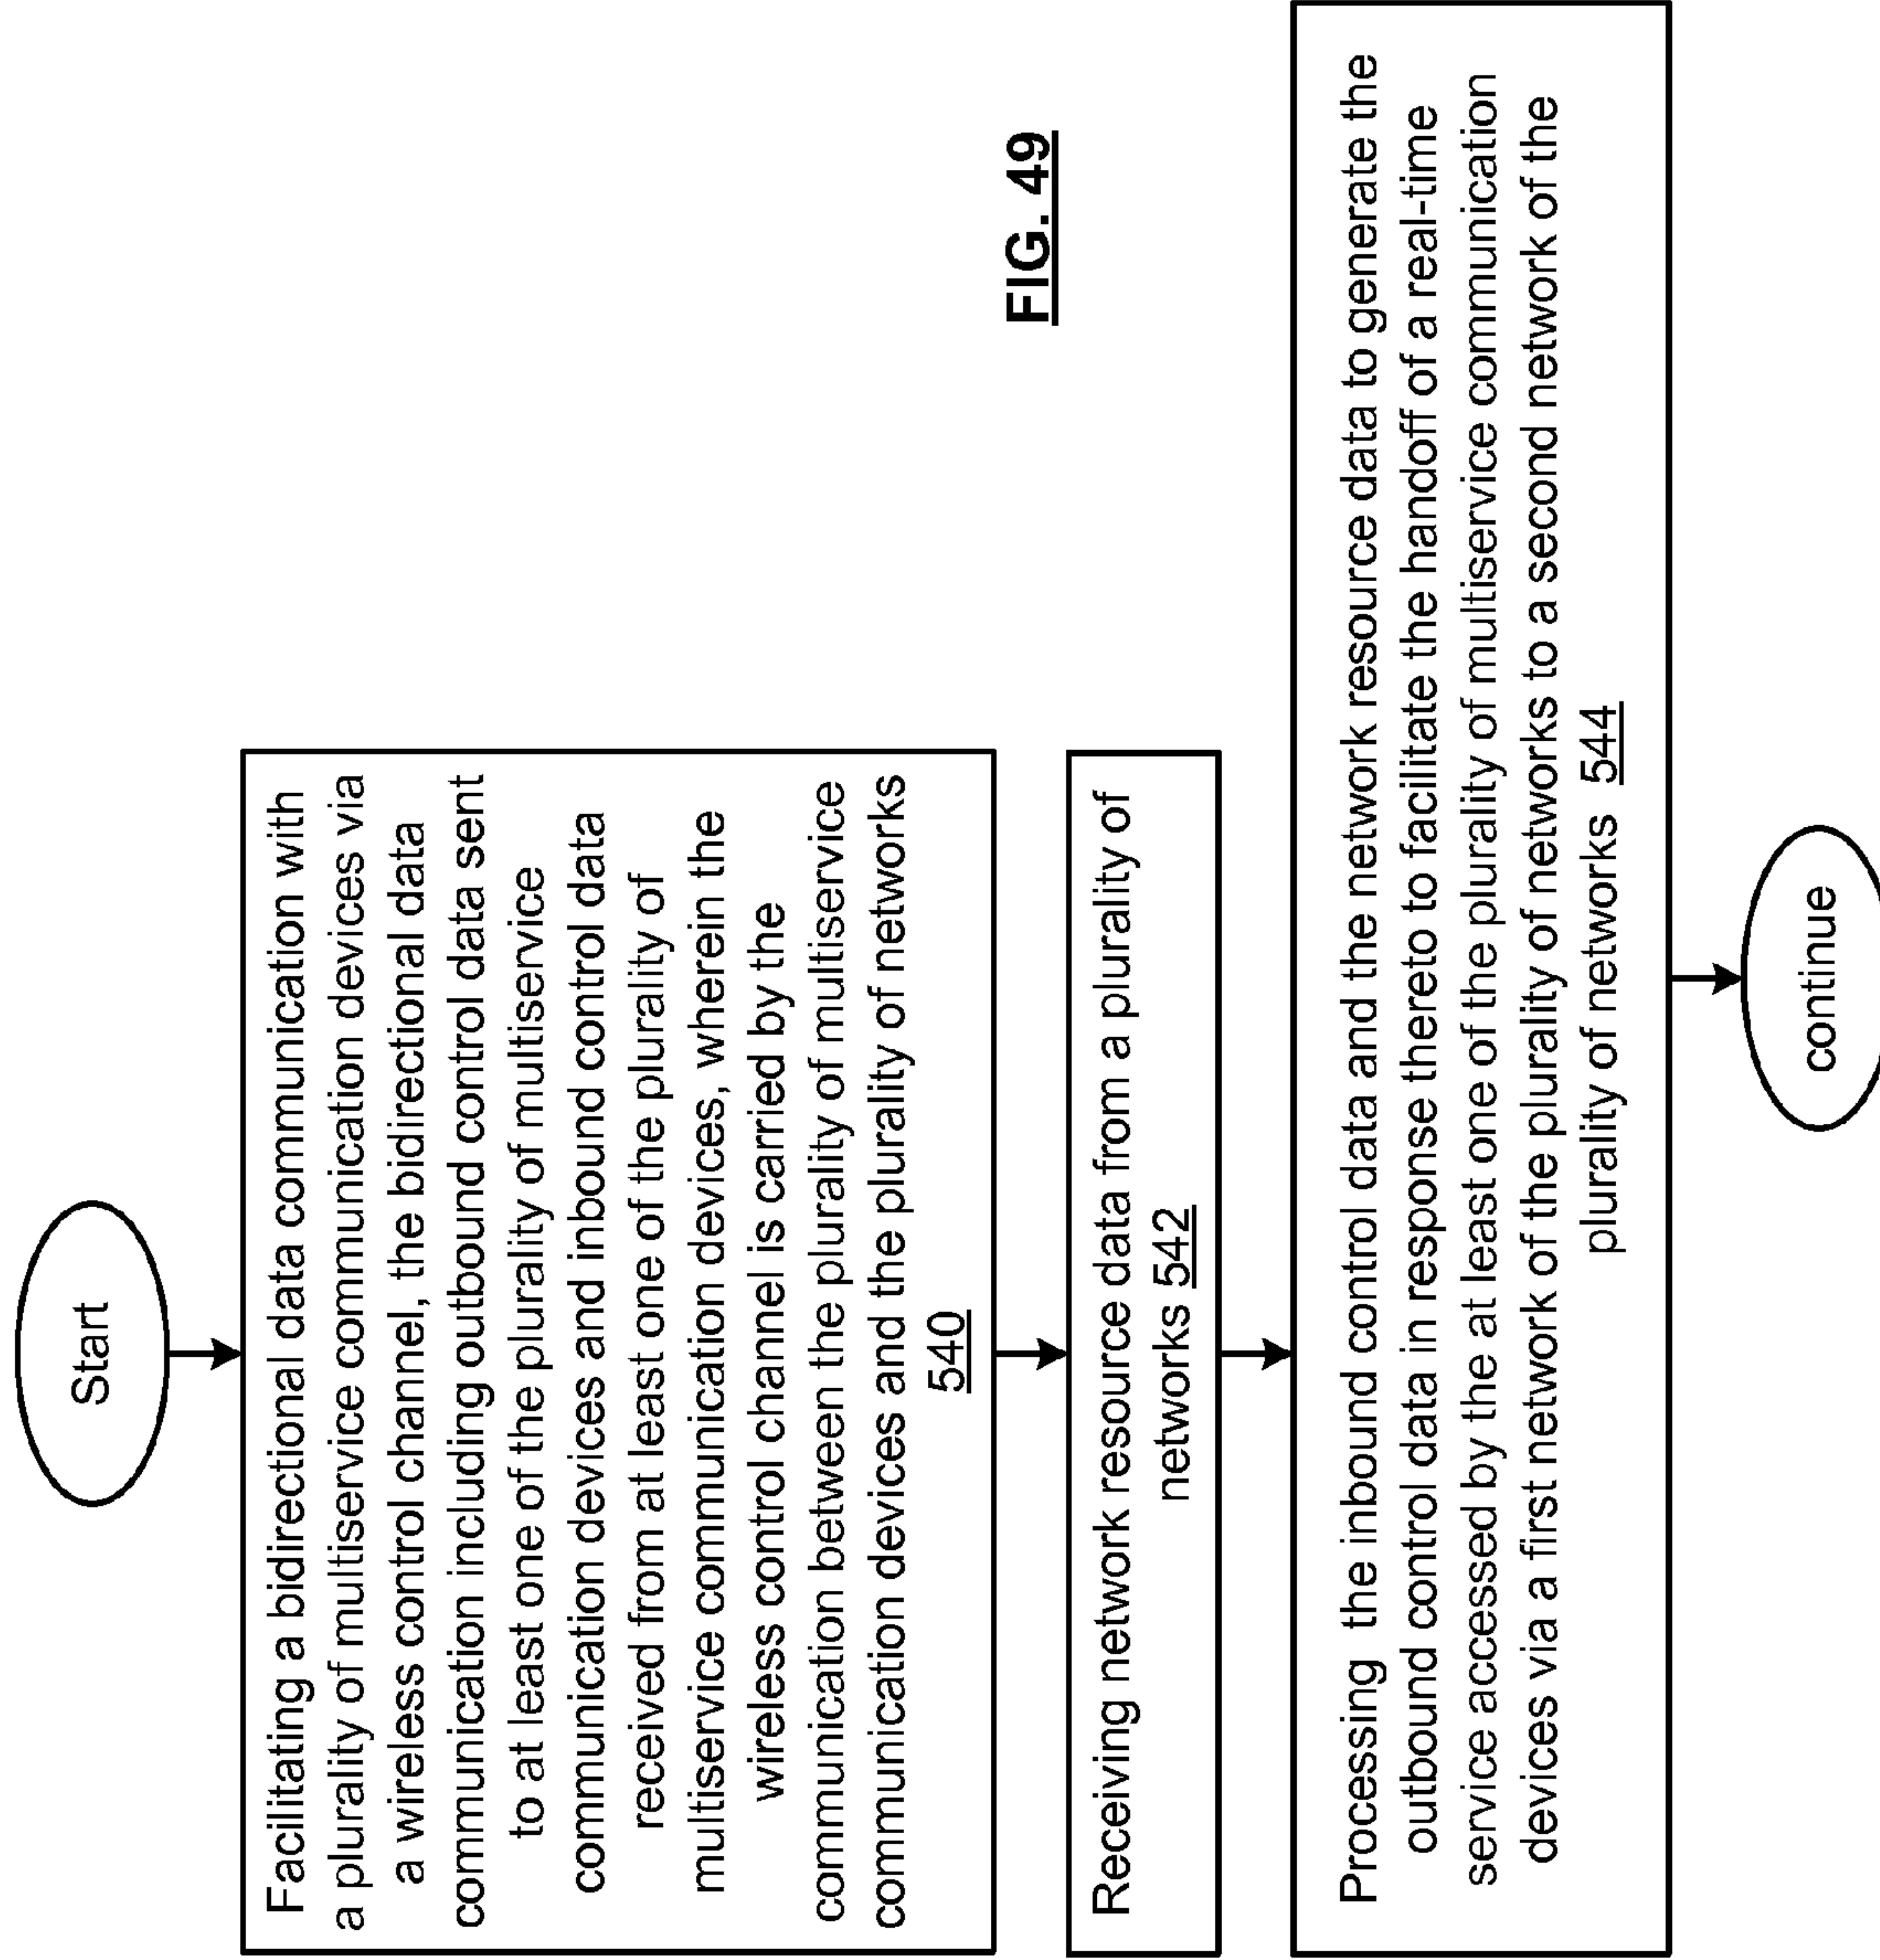 Start
Facilitating a bidirectional data communication with
a plurality of multiservice communication devices via
a wireless control channel, the bidirectional data
communication including outbound control data sent
to at least one of the plurality of multiservice
communication devices and inbound control data
received from at least one of the plurality of
multiservice communication devices, wherein the
wireless control channel is carried by the
communication between the plurality of multiservice
communication devices and the plurality of networks
540
Receiving network resource data from a plurality of
networks 542
Processing the inbound control data and the network resource data to generate the
outbound control data in response thereto to facilitate the handoff of a real-time
service accessed by the at least one of the plurality of multiservice communication
devices via a first network of the plurality of networks to a second network of the
plurality of networks 544
continue
FIG. 49